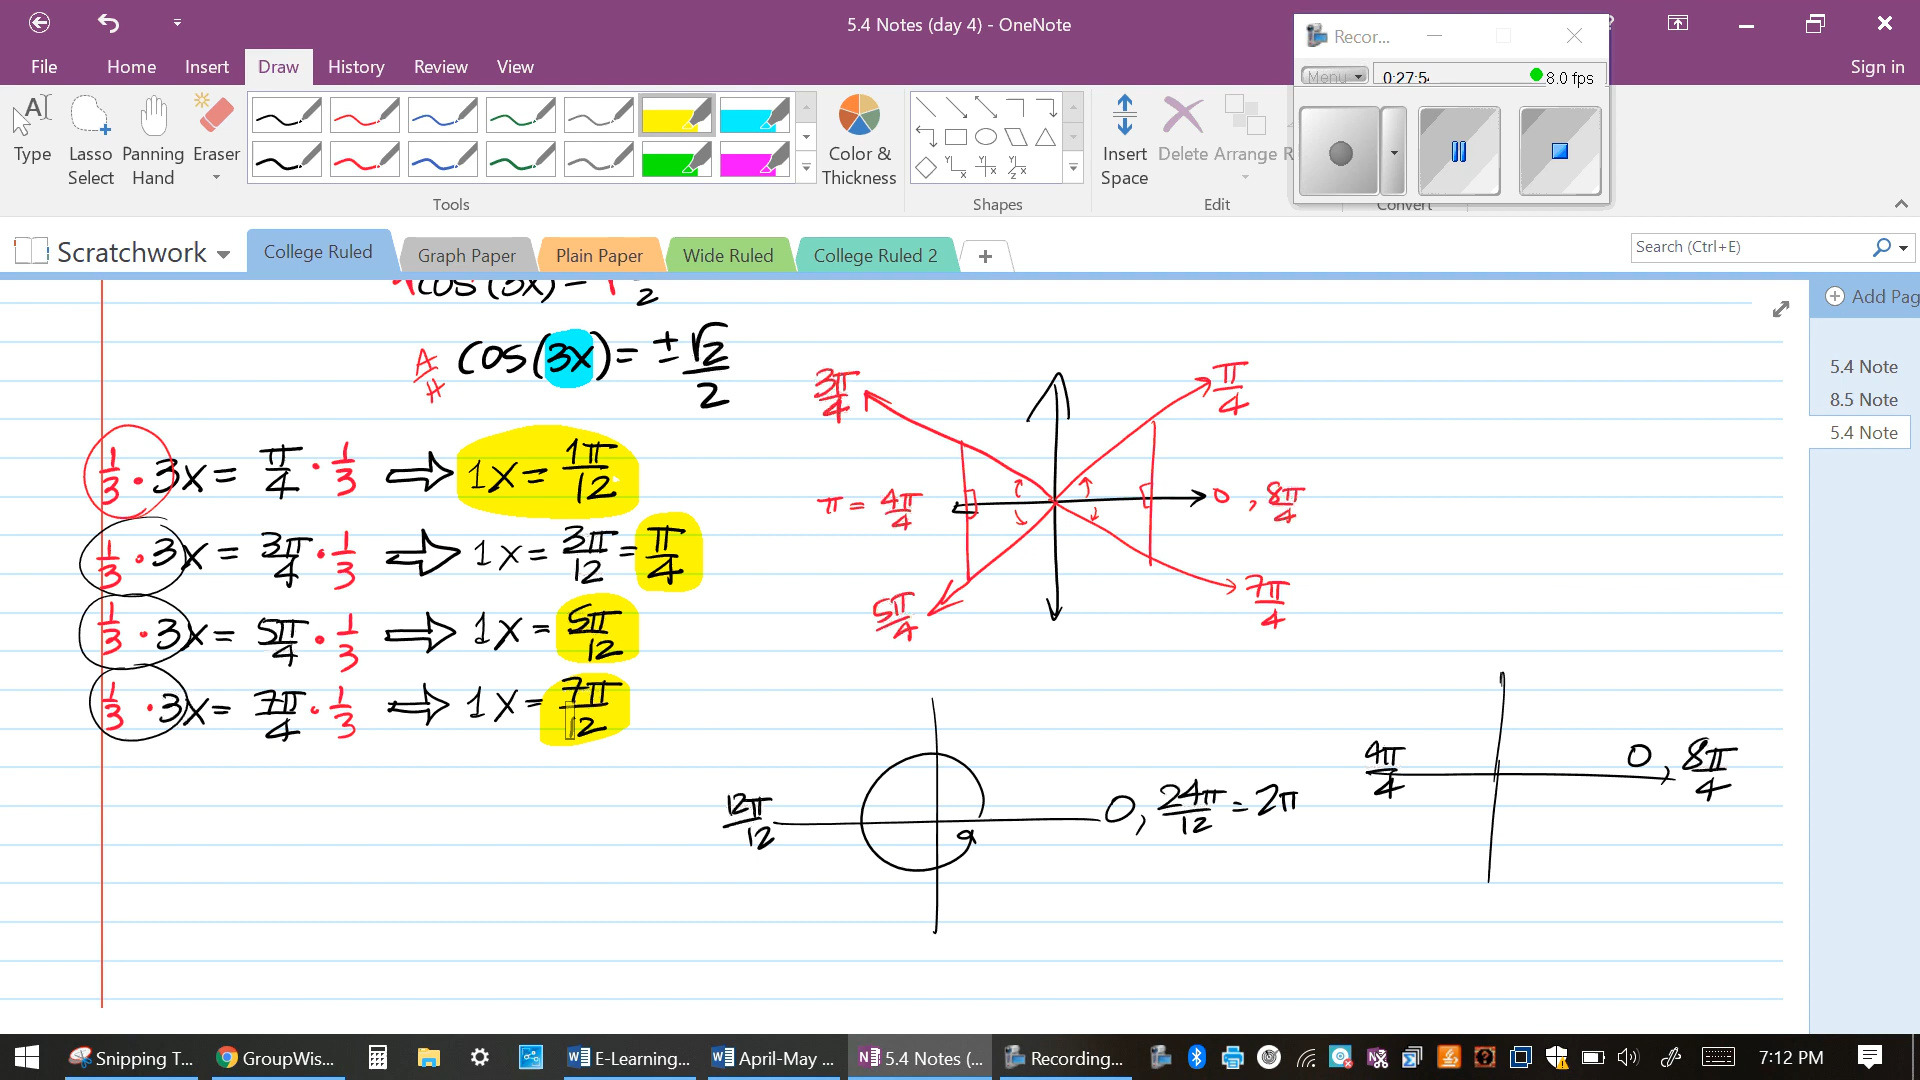 5.4 Notes (day 4) - OneNote
Recor...
File Home Insert Draw History Review View
Sign in
Menu 0:27:54 8.0 fps
Type
Lasso Select
Panning Hand
Eraser
Color & Thickness
Insert Space
Delete Arrange R
Tools Shapes Edit Convert
Scratchwork College Ruled Graph Paper Plain Paper Wide Ruled College Ruled 2 +
Search (Ctrl+E)
Add Pag
5.4 Note
8.5 Note
5.4 Note
cos(3x) = 1/2
A/H cos(3x) = ±√2/2
1/3 · 3x = π/4 · 1/3 ⇒ 1x = 1π/12
1/3 · 3x = 3π/4 · 1/3 ⇒ 1x = 3π/12 = π/4
1/3 · 3x = 5π/4 · 1/3 ⇒ 1x = 5π/12
1/3 · 3x = 7π/4 · 1/3 ⇒ 1x = 7π/12
3π/4 π/4
π = 4π/4 0, 8π/4
5π/4 7π/4
12π/12 0, 24π/12 = 2π
4π/4 0, 8π/4
Snipping T... GroupWis... E-Learning... April-May ... 5.4 Notes (... Recording... 7:12 PM